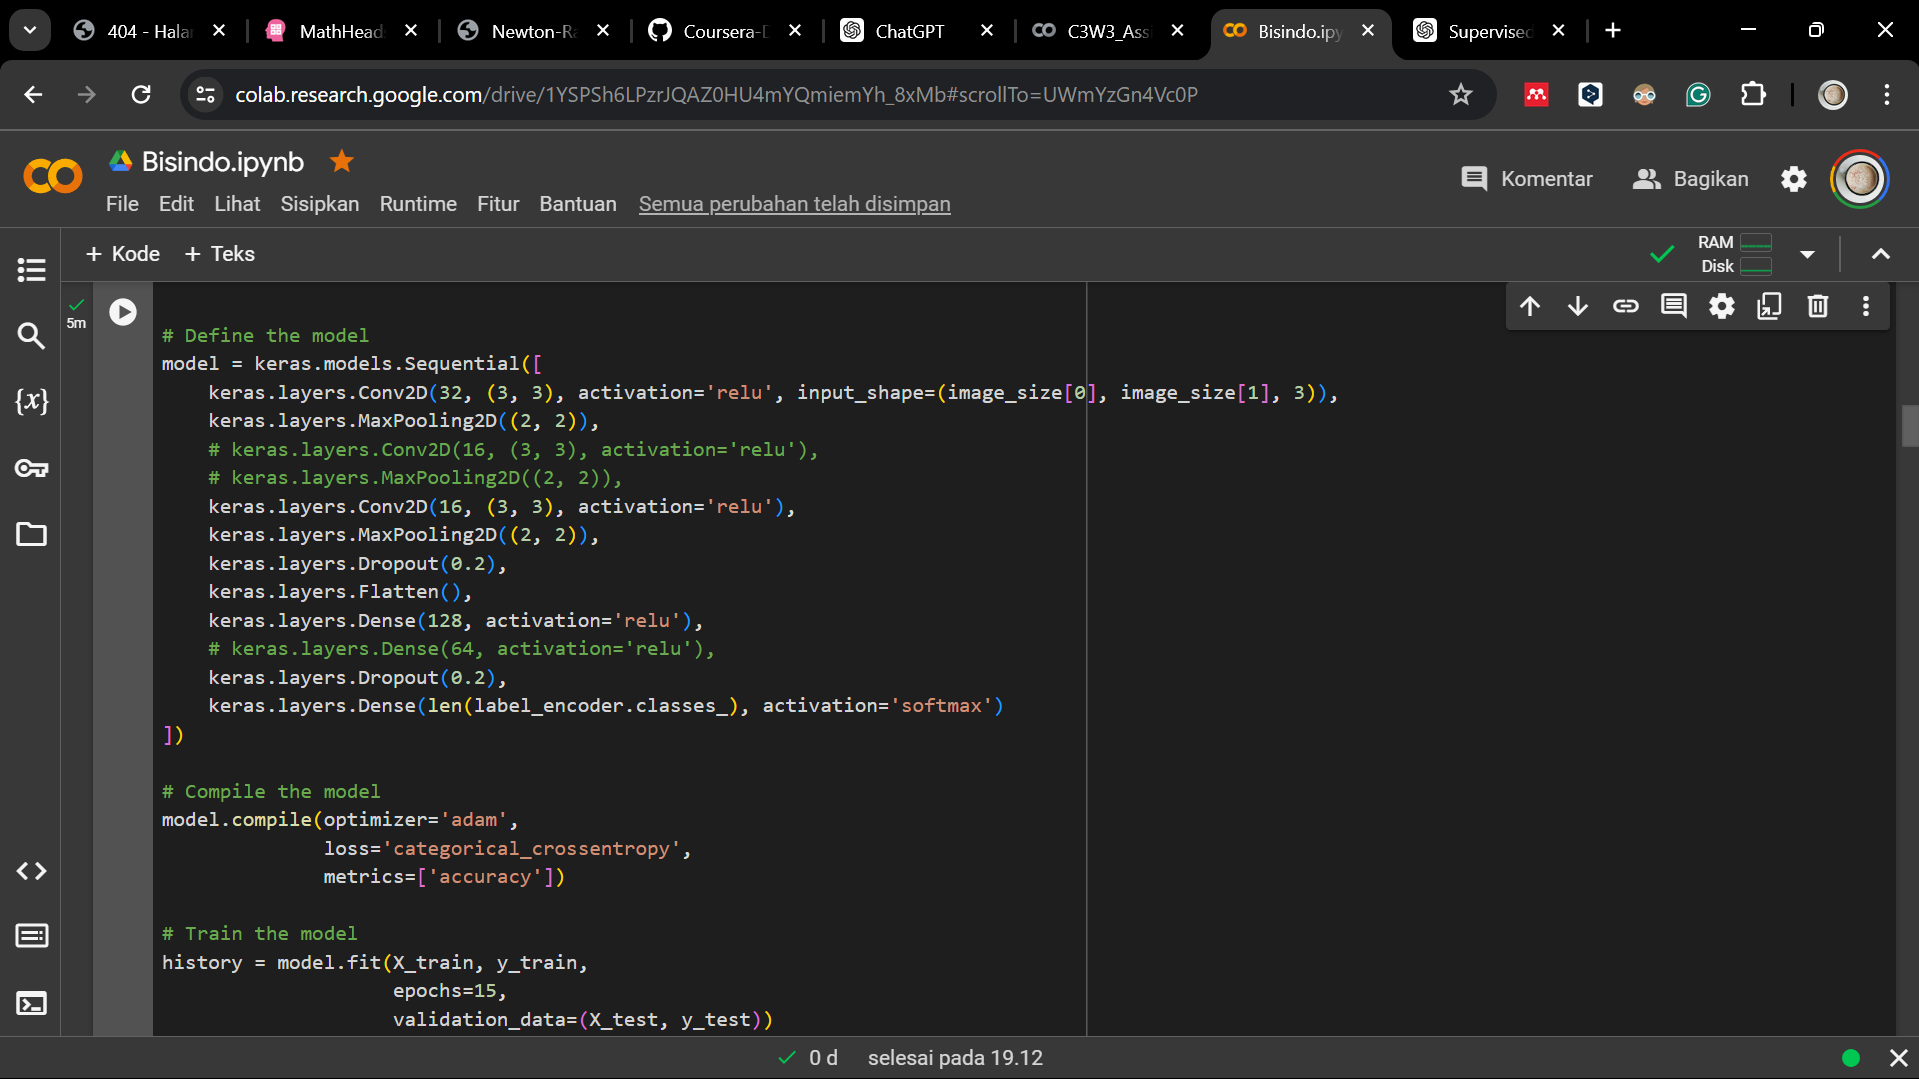 404 - Hala
MathHead
Newton-Ra
Coursera-D
ChatGPT
C3W3_Assi
Bisindo.ipy
Supervised
colab.research.google.com/drive/1YSPSh6LPzrJQAZ0HU4mYQmiemYh_8xMb#scrollTo=UWmYzGn4Vc0P
Bisindo.ipynb
Komentar
Bagikan
File Edit Lihat Sisipkan Runtime Fitur Bantuan Semua perubahan telah disimpan
+ Kode + Teks
RAM
Disk
5m
# Define the model
model = keras.models.Sequential([
    keras.layers.Conv2D(32, (3, 3), activation='relu', input_shape=(image_size[0], image_size[1], 3)),
    keras.layers.MaxPooling2D((2, 2)),
    # keras.layers.Conv2D(16, (3, 3), activation='relu'),
    # keras.layers.MaxPooling2D((2, 2)),
    keras.layers.Conv2D(16, (3, 3), activation='relu'),
    keras.layers.MaxPooling2D((2, 2)),
    keras.layers.Dropout(0.2),
    keras.layers.Flatten(),
    keras.layers.Dense(128, activation='relu'),
    # keras.layers.Dense(64, activation='relu'),
    keras.layers.Dropout(0.2),
    keras.layers.Dense(len(label_encoder.classes_), activation='softmax')
])
# Compile the model
model.compile(optimizer='adam',
              loss='categorical_crossentropy',
              metrics=['accuracy'])
# Train the model
history = model.fit(X_train, y_train,
                    epochs=15,
                    validation_data=(X_test, y_test))
0 d selesai pada 19.12